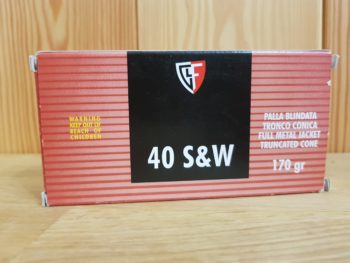 WARNING
KEEP OUT OF
REACH OF
CHILDREN
40 S&W
PALLA BLINDATA
TRONCO CONICA
FULL METAL JACKET
TRUNCATED CONE
170 gr